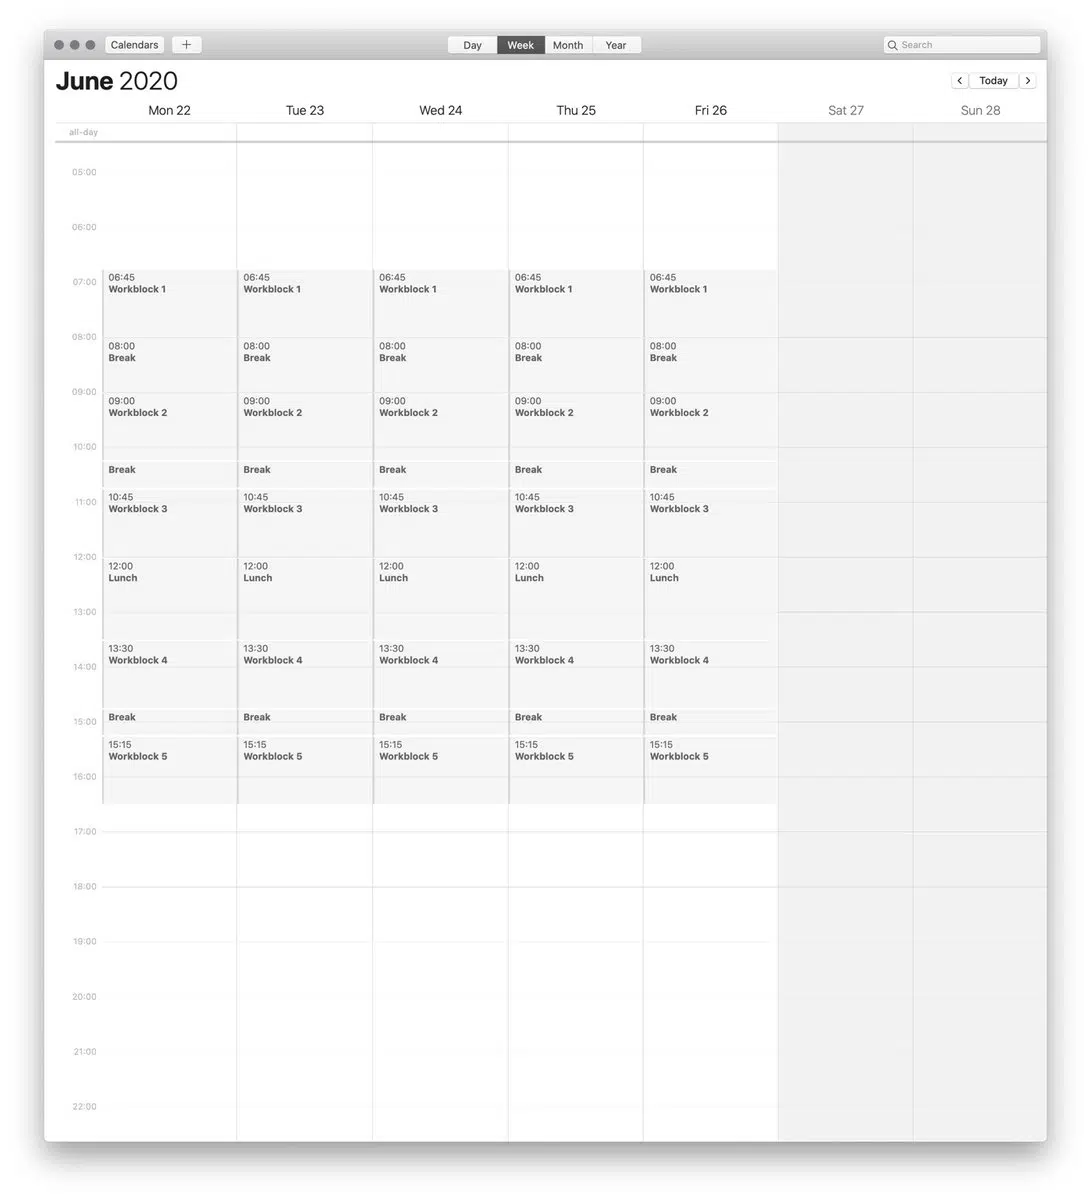 Calendars + Day Week Month Year Search
June 2020
< Today >
Mon 22 Tue 23 Wed 24 Thu 25 Fri 26 Sat 27 Sun 28
all-day
05:00
06:00
06:45 06:45 06:45 06:45 06:45
07:00
Workblock 1 Workblock 1 Workblock 1 Workblock 1 Workblock 1
08:00
08:00 08:00 08:00 08:00 08:00
Break Break Break Break Break
09:00
09:00 09:00 09:00 09:00 09:00
Workblock 2 Workblock 2 Workblock 2 Workblock 2 Workblock 2
10:00
Break Break Break Break Break
10:45 10:45 10:45 10:45 10:45
11:00
Workblock 3 Workblock 3 Workblock 3 Workblock 3 Workblock 3
12:00
12:00 12:00 12:00 12:00 12:00
Lunch Lunch Lunch Lunch Lunch
13:00
13:30 13:30 13:30 13:30 13:30
Workblock 4 Workblock 4 Workblock 4 Workblock 4 Workblock 4
14:00
Break Break Break Break Break
15:00
15:15 15:15 15:15 15:15 15:15
Workblock 5 Workblock 5 Workblock 5 Workblock 5 Workblock 5
16:00
17:00
18:00
19:00
20:00
21:00
22:00